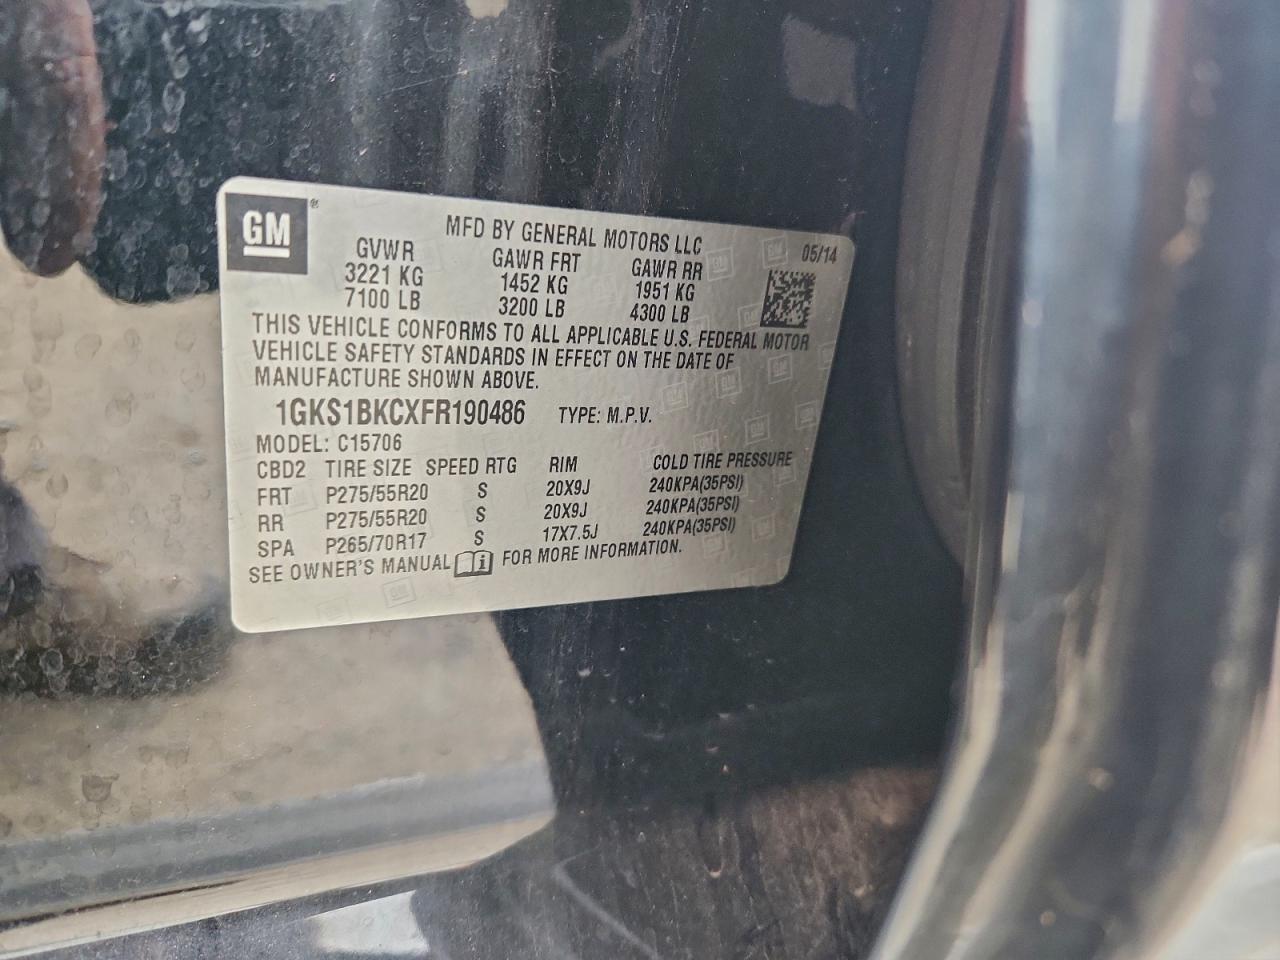 GM ®
MFD BY GENERAL MOTORS LLC
05/14
GVWR GAWR FRT GAWR RR
3221 KG 1452 KG 1951 KG
7100 LB 3200 LB 4300 LB
THIS VEHICLE CONFORMS TO ALL APPLICABLE U.S. FEDERAL MOTOR
VEHICLE SAFETY STANDARDS IN EFFECT ON THE DATE OF
MANUFACTURE SHOWN ABOVE.
1GKS1BKCXFR190486 TYPE: M.P.V.
MODEL: C15706
CBD2 TIRE SIZE SPEED RTG RIM COLD TIRE PRESSURE
FRT P275/55R20 S 20X9J 240KPA(35PSI)
RR P275/55R20 S 20X9J 240KPA(35PSI)
SPA P265/70R17 S 17X7.5J 240KPA(35PSI)
SEE OWNER'S MANUAL i FOR MORE INFORMATION.